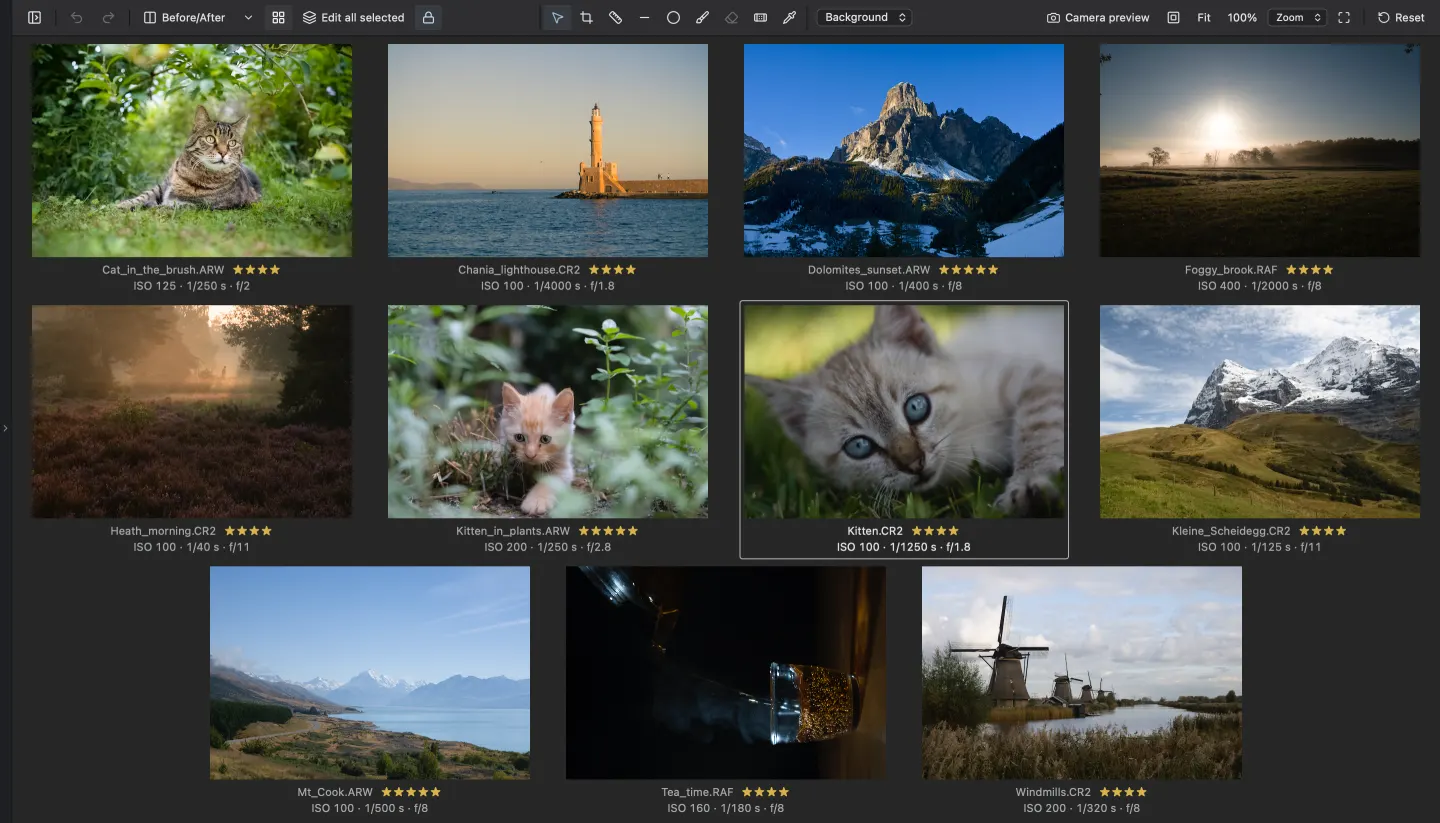 Before/After
Edit all selected
Background
Camera preview
Fit
100%
Zoom
Reset
Cat_in_the_brush.ARW ★★★★
ISO 125 · 1/250 s · f/2
Chania_lighthouse.CR2 ★★★★
ISO 100 · 1/4000 s · f/1.8
Dolomites_sunset.ARW ★★★★★
ISO 100 · 1/400 s · f/8
Foggy_brook.RAF ★★★★
ISO 400 · 1/2000 s · f/8
Heath_morning.CR2 ★★★★
ISO 100 · 1/40 s · f/11
Kitten_in_plants.ARW ★★★★★
ISO 200 · 1/250 s · f/2.8
Kitten.CR2 ★★★★
ISO 100 · 1/1250 s · f/1.8
Kleine_Scheidegg.CR2 ★★★★
ISO 100 · 1/125 s · f/11
Mt_Cook.ARW ★★★★★
ISO 100 · 1/500 s · f/8
Tea_time.RAF ★★★★
ISO 160 · 1/180 s · f/8
Windmills.CR2 ★★★★
ISO 200 · 1/320 s · f/8